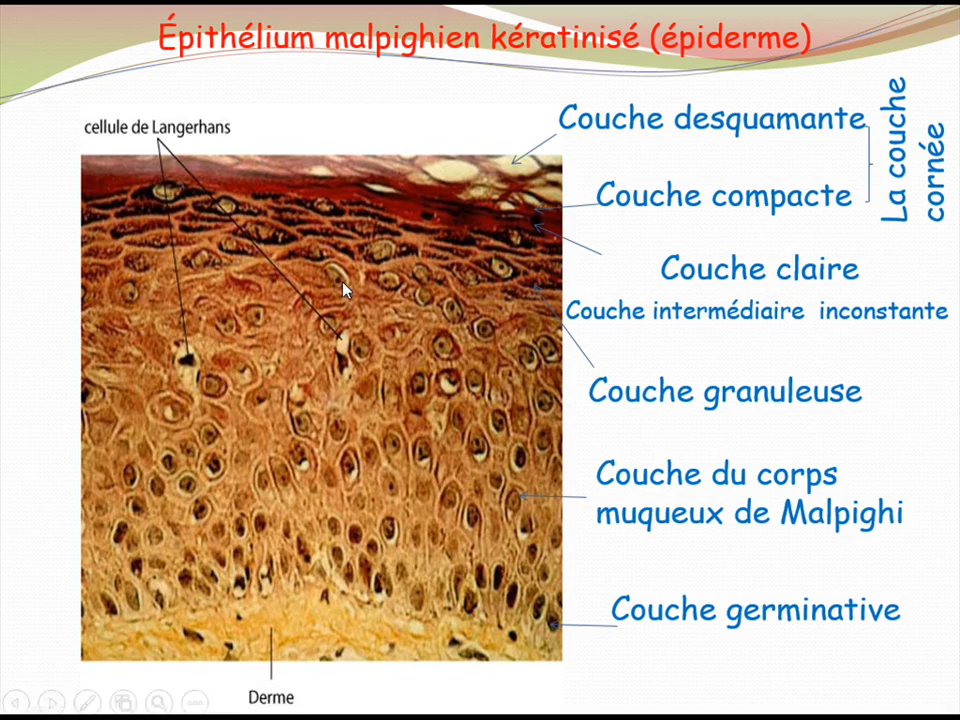 Épithélium malpighien kératinisé (épiderme)
cellule de Langerhans
Couche desquamante
Couche compacte
La couche
cornée
Couche claire
Couche intermédiaire inconstante
Couche granuleuse
Couche du corps
muqueux de Malpighi
Couche germinative
Derme